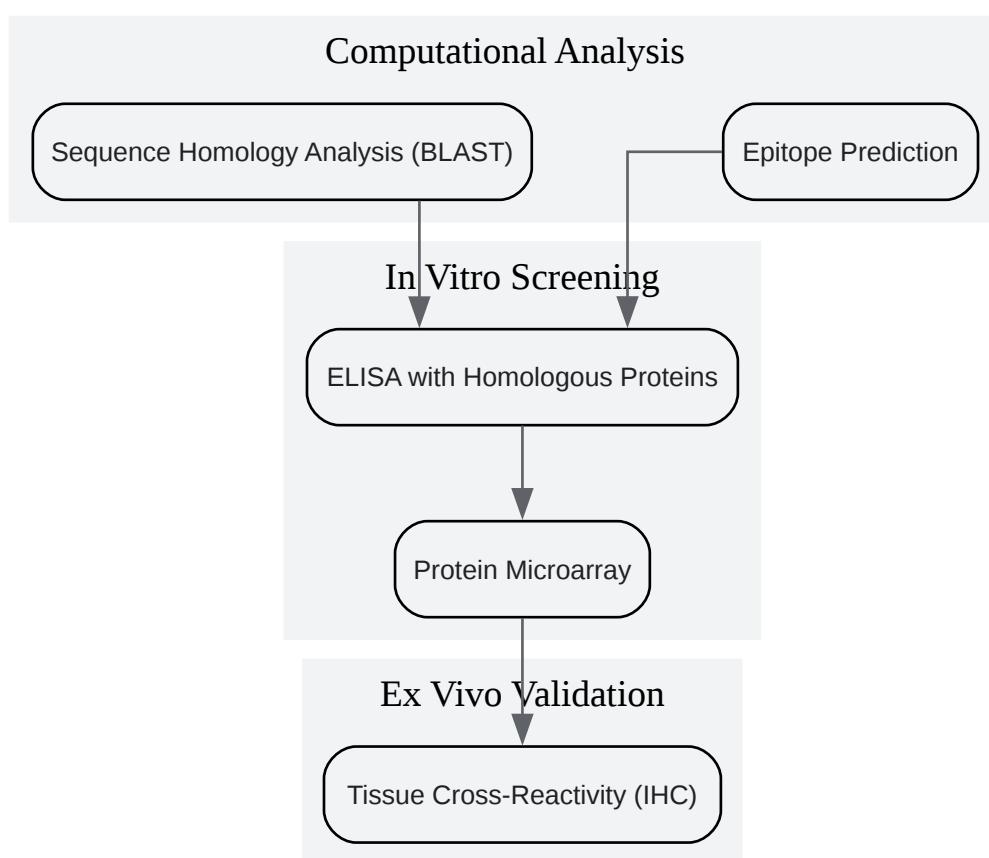 Computational Analysis
Sequence Homology Analysis (BLAST)
Epitope Prediction
In Vitro Screening
ELISA with Homologous Proteins
Protein Microarray
Ex Vivo Validation
Tissue Cross-Reactivity (IHC)